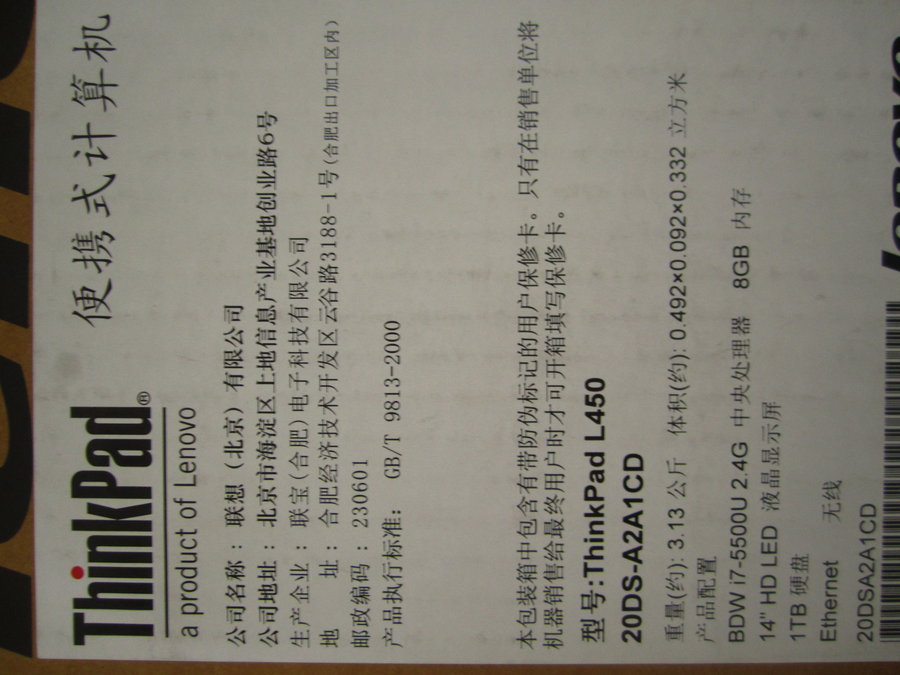 ThinkPad® 便携式计算机
a product of Lenovo
公司名称：联想（北京）有限公司
公司地址：北京市海淀区上地信息产业基地创业路6号
生产企业：联宝(合肥)电子科技有限公司
地 址：合肥经济技术开发区云谷路3188-1号(合肥出口加工区内)
邮政编码：230601
产品执行标准： GB/T 9813-2000
本包装箱中包含有带防伪标记的用户保修卡。只有在销售单位将
机器销售给最终用户时才可开箱填写保修卡。
型号:ThinkPad L450
20DS-A2A1CD
重量(约): 3.13 公斤 体积(约): 0.492×0.092×0.332 立方米
产品配置
BDW i7-5500U 2.4G 中央处理器 8GB 内存
14" HD LED 液晶显示屏
1TB 硬盘
Ethernet 无线
20DSA2A1CD